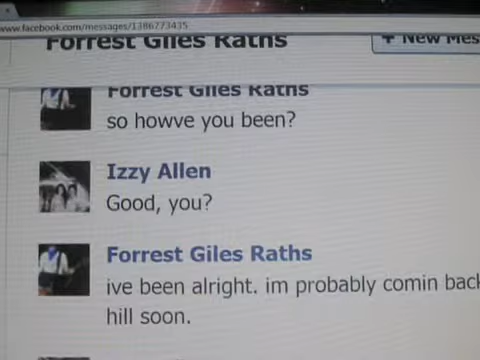 www.facebook.com/messages/1386773435
Forrest Giles Raths
+ New Mes
Forrest Giles Raths
so howve you been?
Izzy Allen
Good, you?
Forrest Giles Raths
ive been alright. im probably comin back
hill soon.